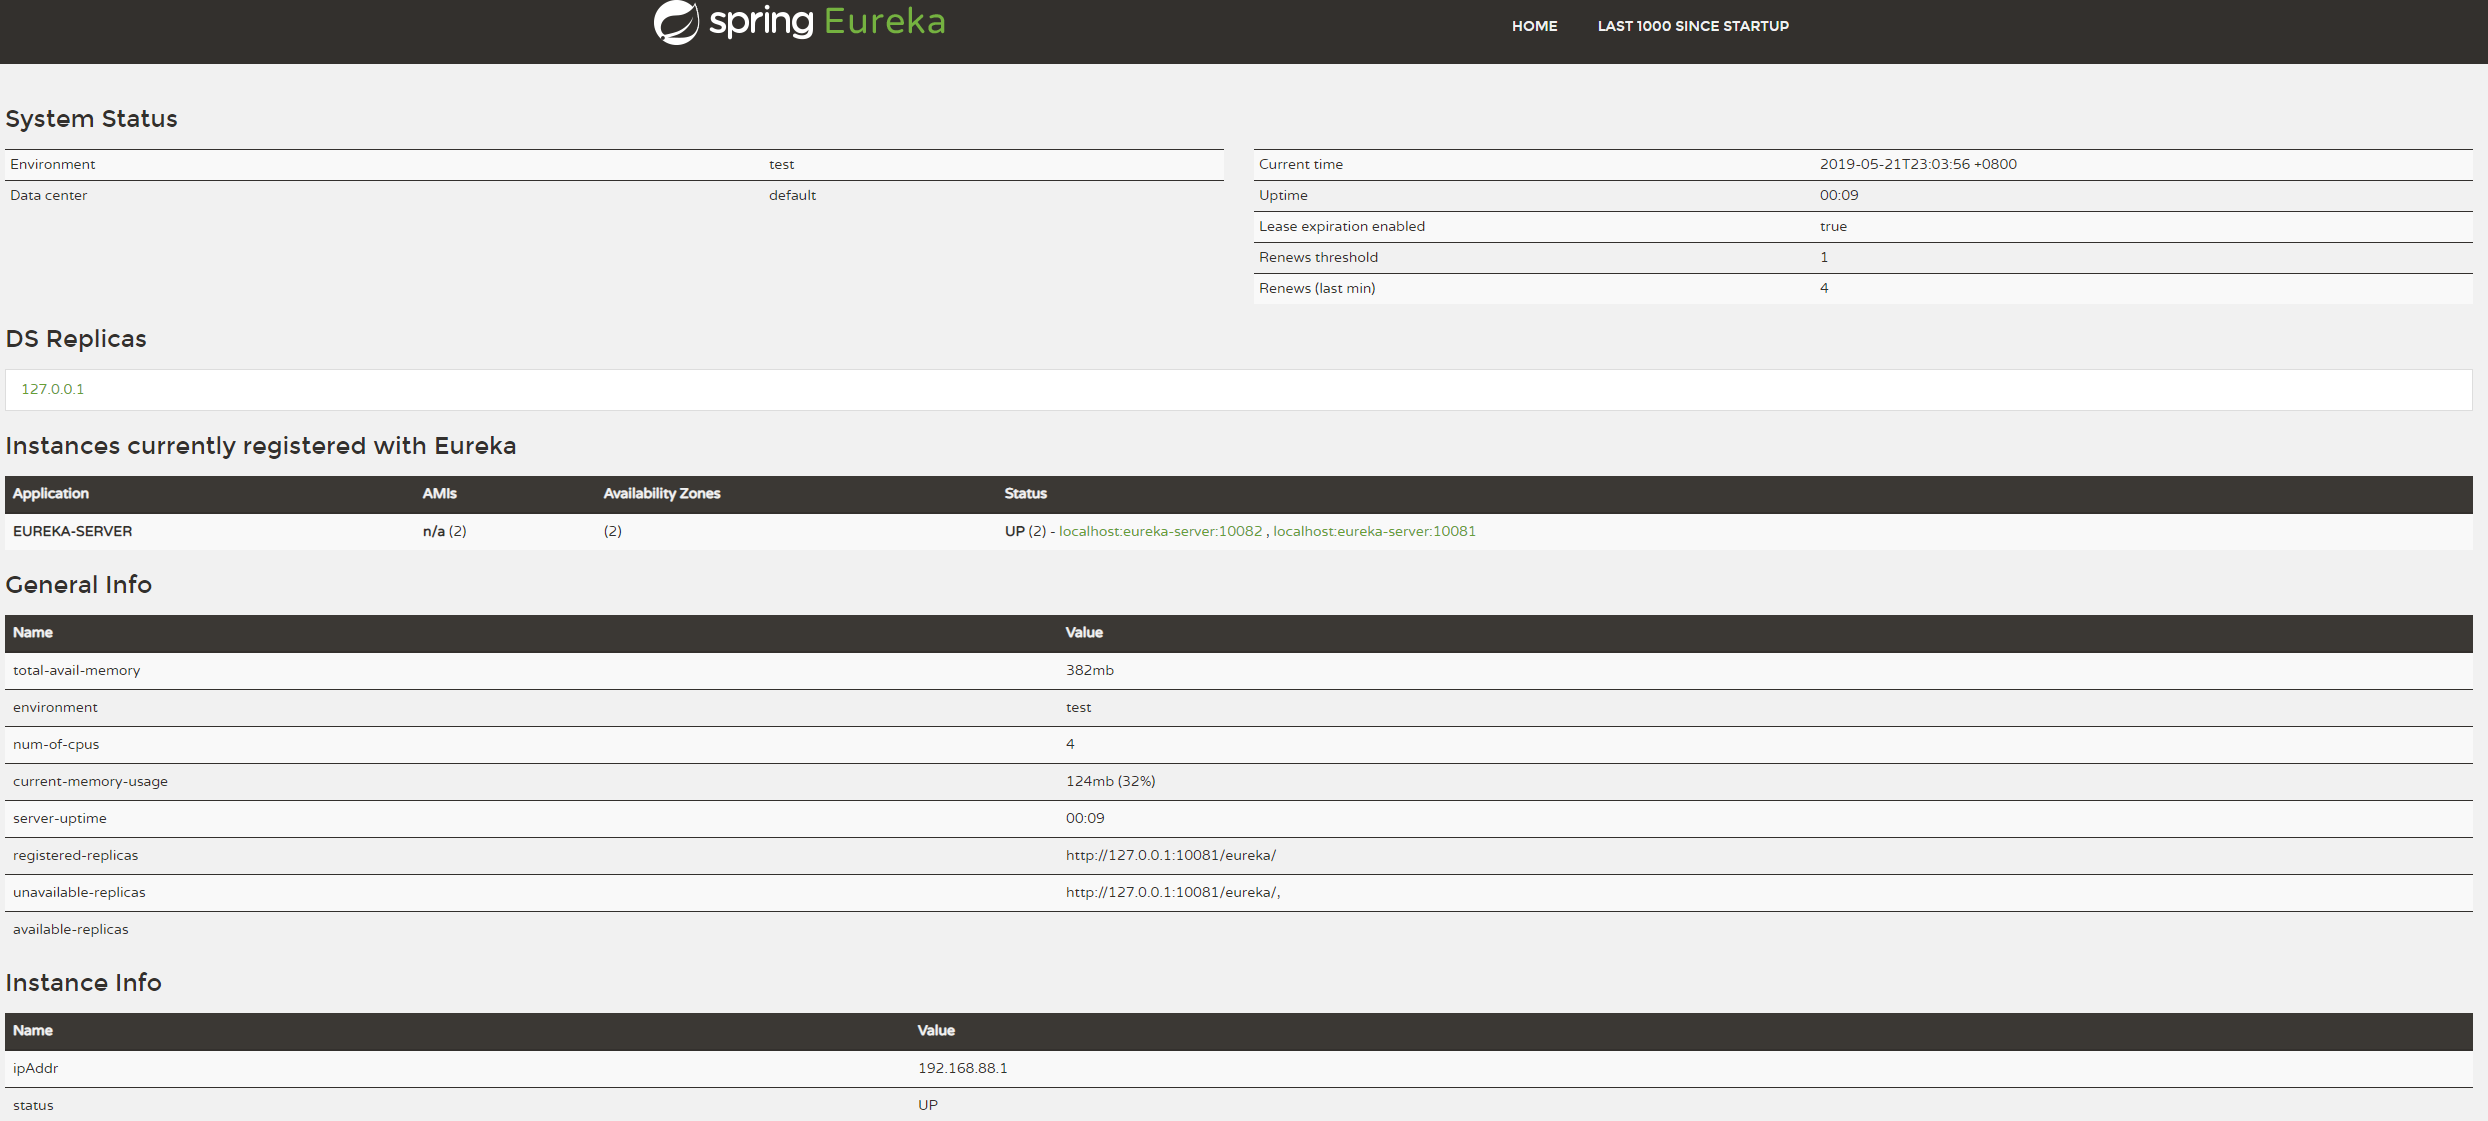 spring Eureka HOME LAST 1000 SINCE STARTUP
System Status
Environment test
Data center default
Current time 2019-05-21T23:03:56 +0800
Uptime 00:09
Lease expiration enabled true
Renews threshold 1
Renews (last min) 4
DS Replicas
127.0.0.1
Instances currently registered with Eureka
Application AMIs Availability Zones Status
EUREKA-SERVER n/a (2) (2) UP (2) - localhost:eureka-server:10082 , localhost:eureka-server:10081
General Info
Name Value
total-avail-memory 382mb
environment test
num-of-cpus 4
current-memory-usage 124mb (32%)
server-uptime 00:09
registered-replicas http://127.0.0.1:10081/eureka/
unavailable-replicas http://127.0.0.1:10081/eureka/,
available-replicas
Instance Info
Name Value
ipAddr 192.168.88.1
status UP